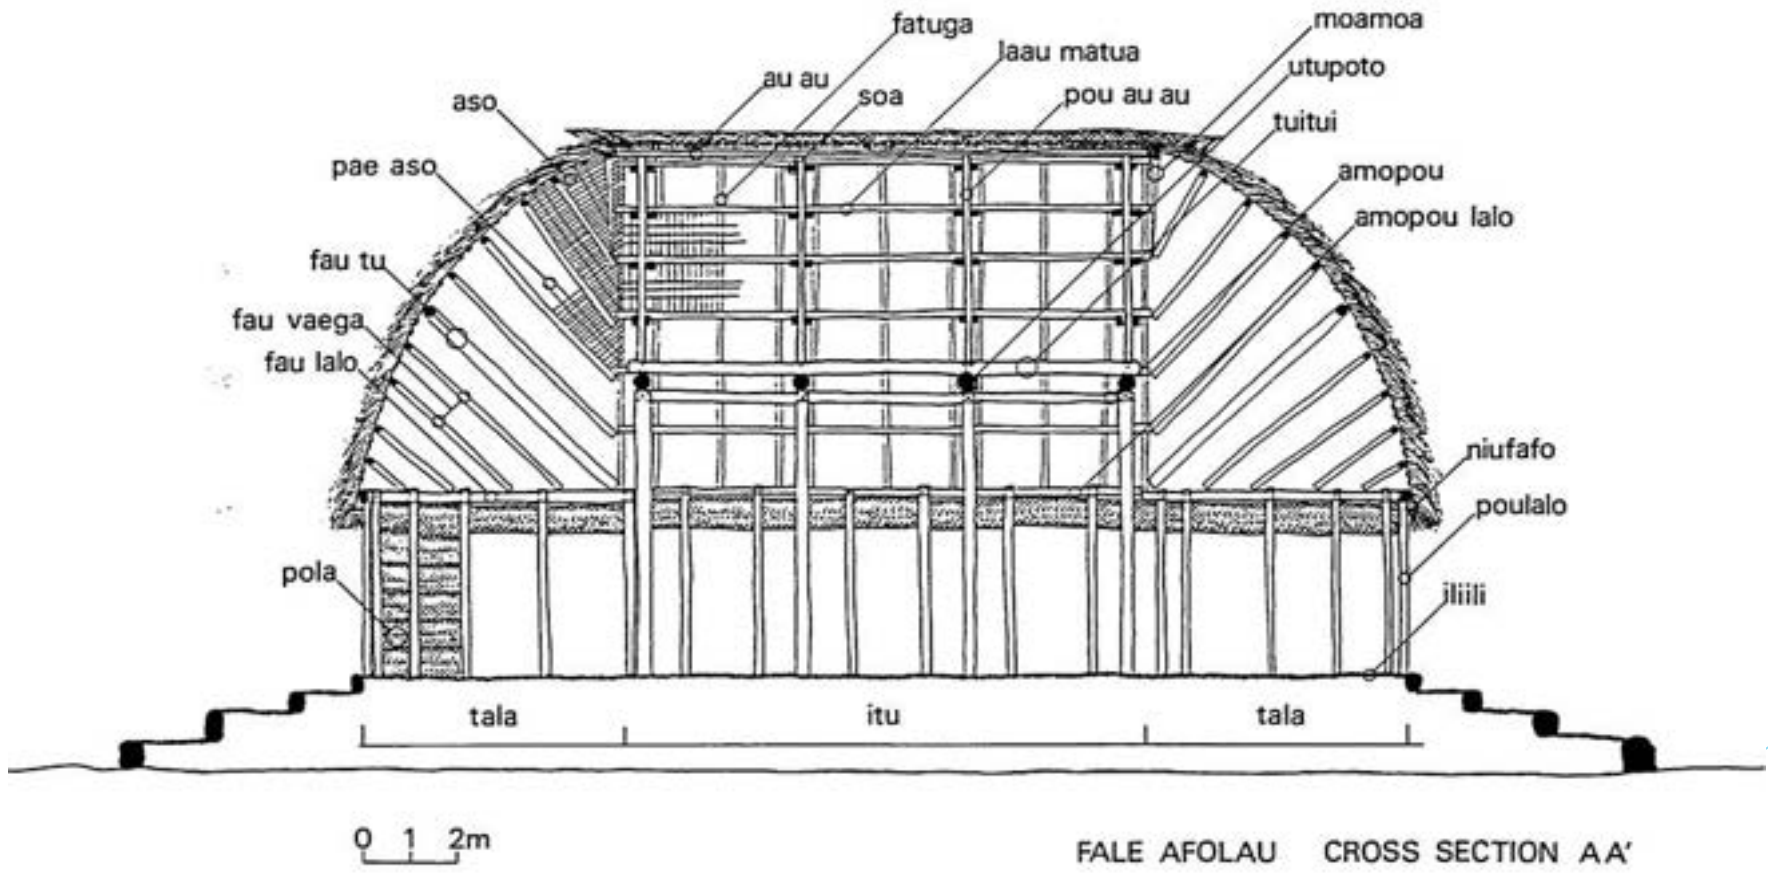 fatuga
moamoa
laau matua
utupoto
au au
soa
pou au au
aso
tuitui
pae aso
amopou
amopou lalo
fau tu
fau vaega
fau lalo
niufafo
poulalo
pola
iliili
tala
itu
tala
0 1 2m
FALE AFOLAU CROSS SECTION A A'